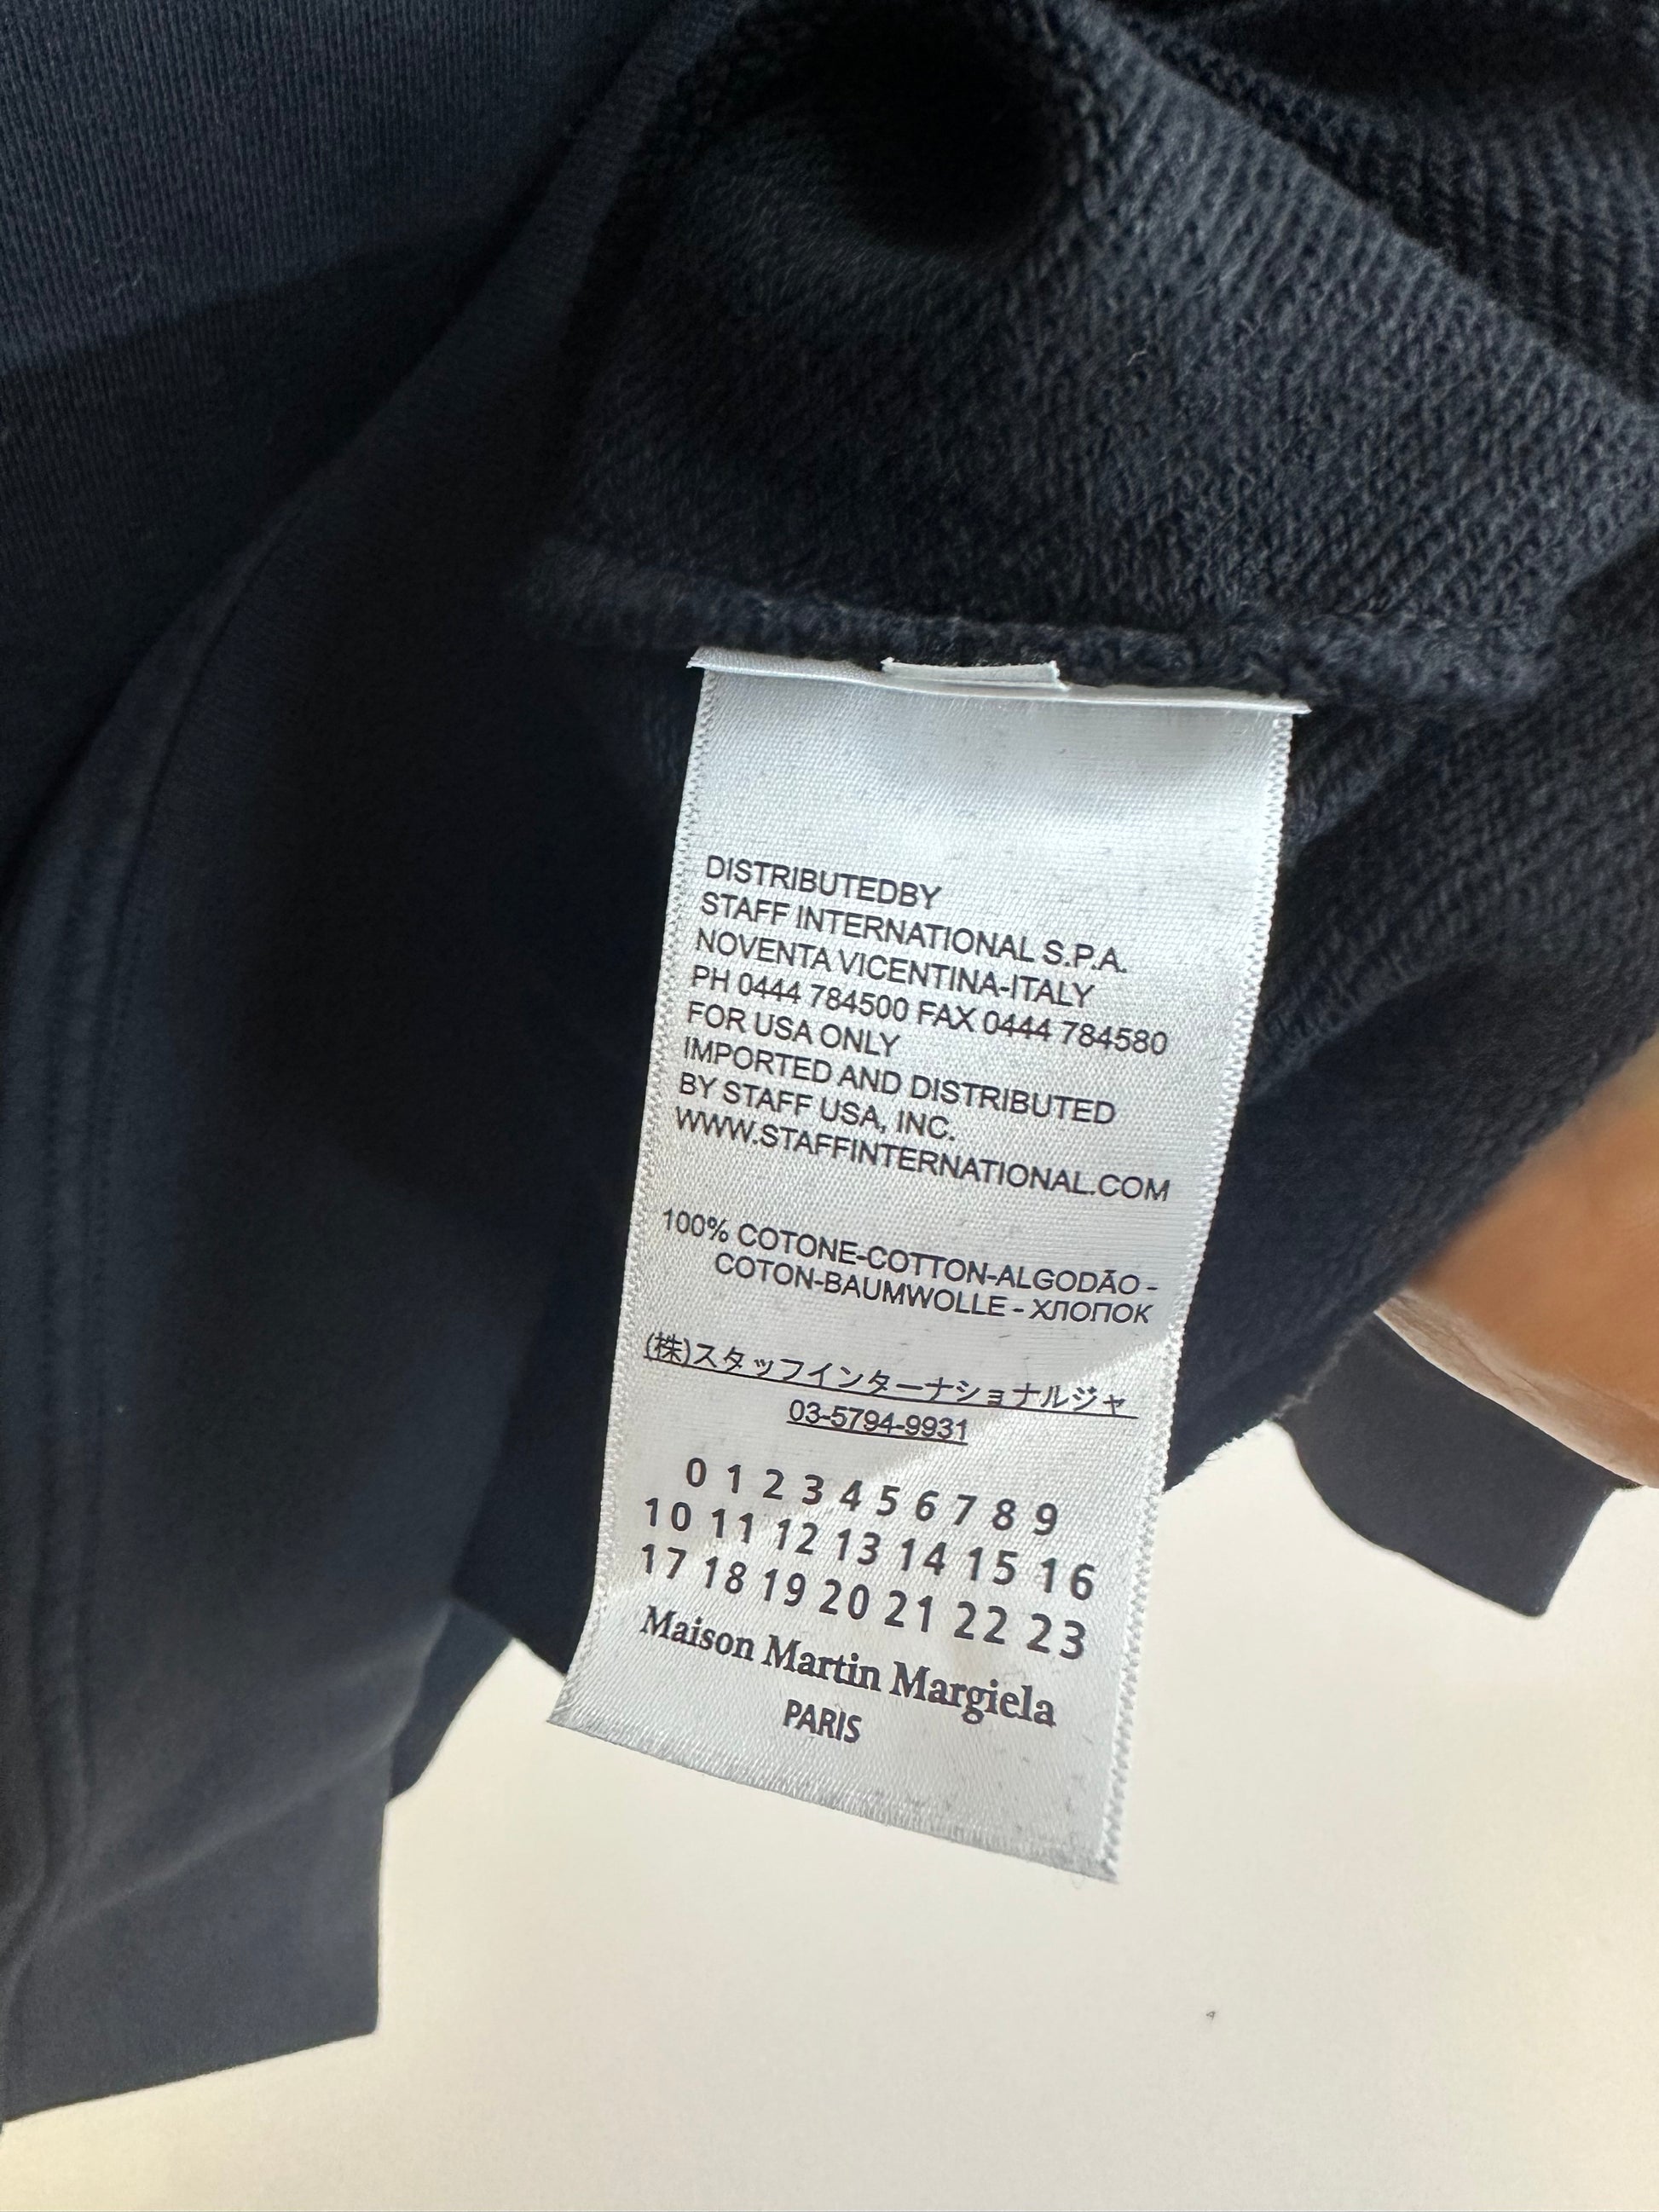 DISTRIBUTEDBY
STAFF INTERNATIONAL S.P.A.
NOVENTA VICENTINA-ITALY
PH 0444 784500 FAX 0444 784580
FOR USA ONLY
IMPORTED AND DISTRIBUTED
BY STAFF USA, INC.
WWW.STAFFINTERNATIONAL.COM
100% COTONE-COTTON-ALGODÃO -
COTON-BAUMWOLLE - ХЛОПОК
(株)スタッフインターナショナルジャ
03-5794-9931
0 1 2 3 4 5 6 7 8 9
10 11 12 13 14 15 16
17 18 19 20 21 22 23
Maison Martin Margiela
PARIS